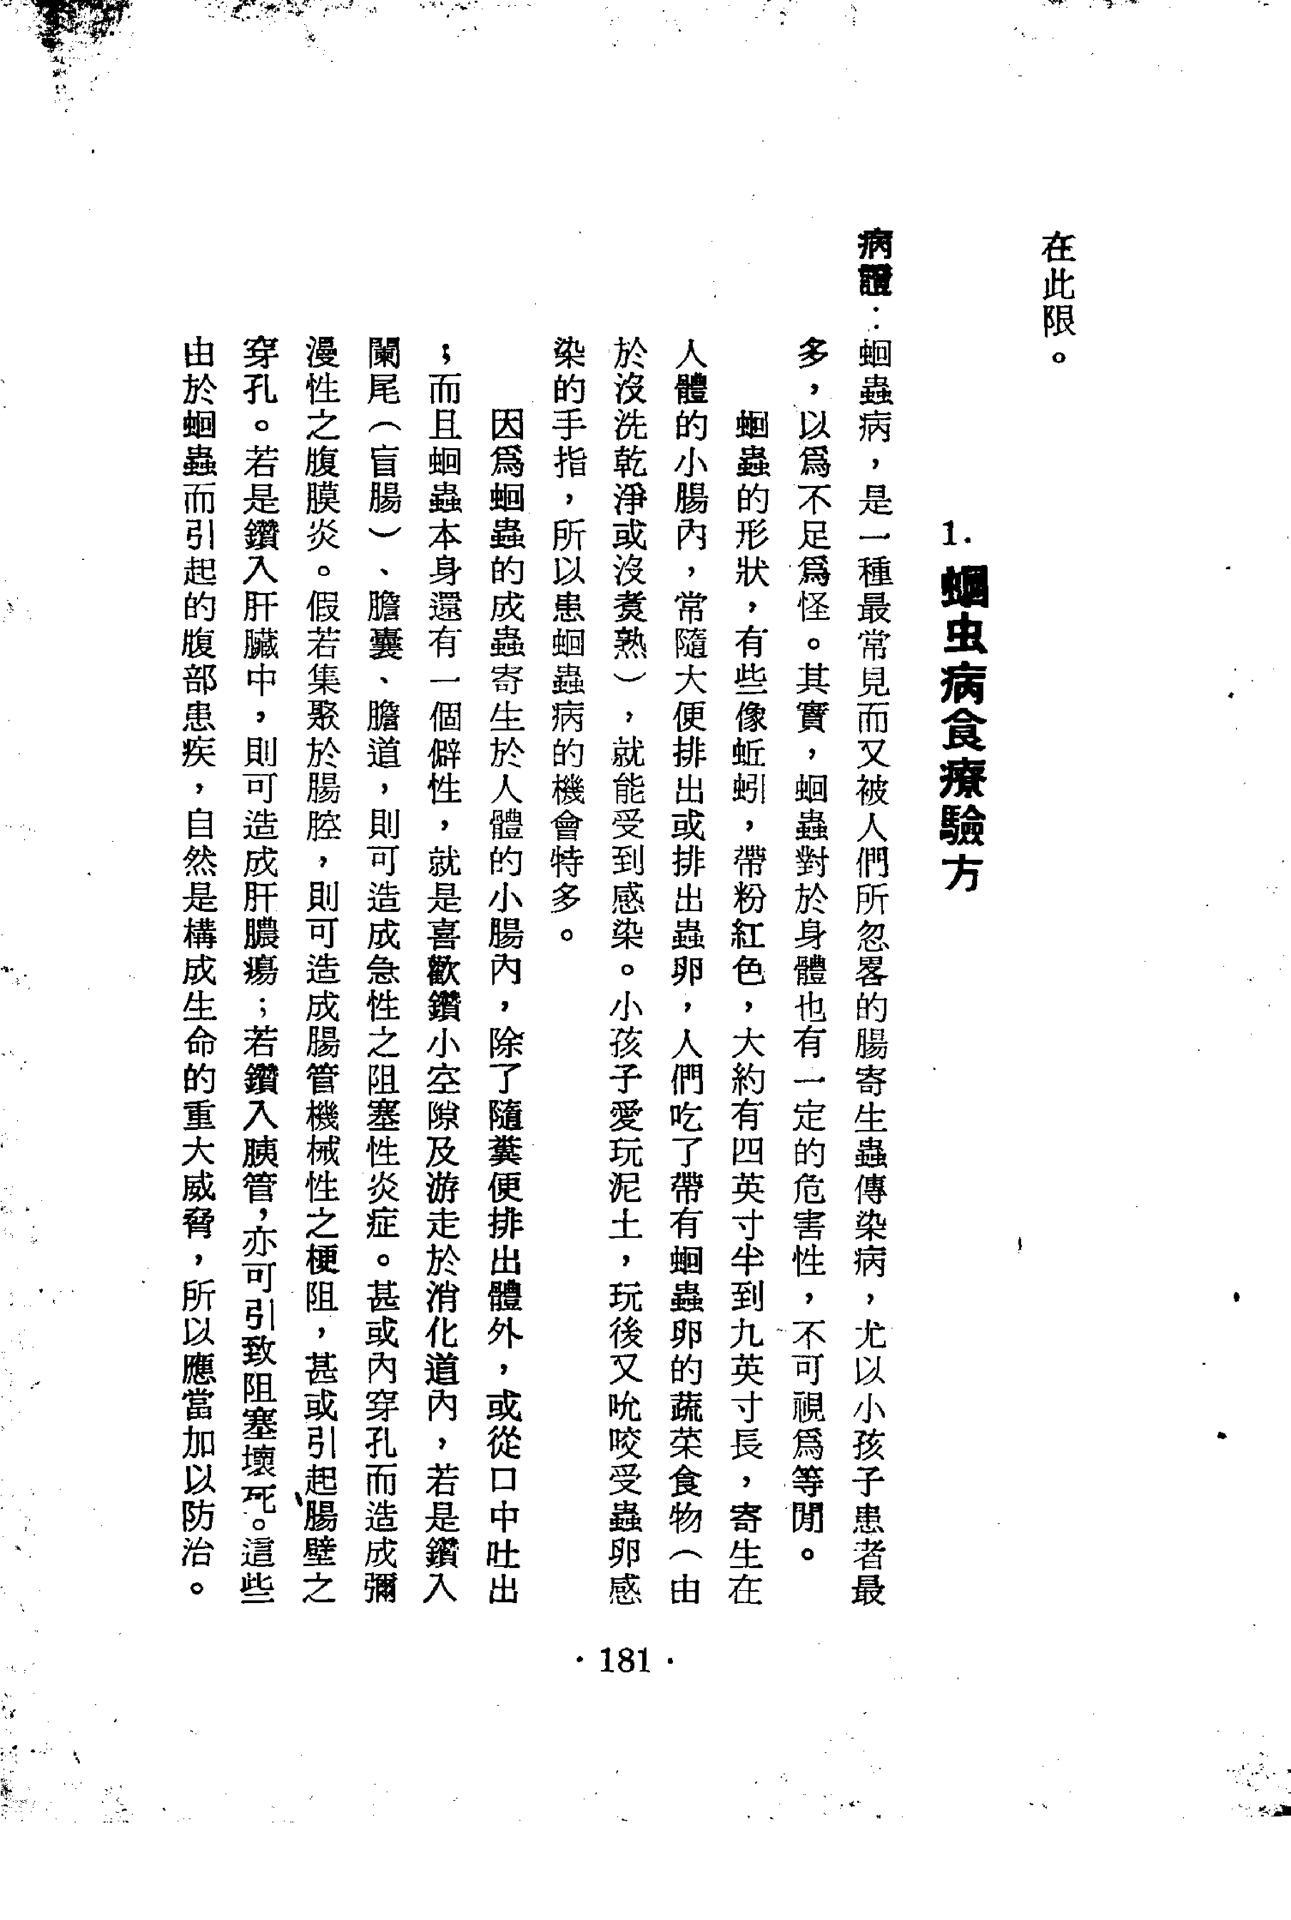 在此限。
1. 蛔虫病食療驗方
病證：蛔蟲病，是一種最常見而又被人們所忽畧的腸寄生蟲傳染病，尤以小孩子患者最
多，以爲不足爲怪。其實，蛔蟲對於身體也有一定的危害性，不可視爲等閒。
蛔蟲的形狀，有些像蚯蚓，帶粉紅色，大約有四英寸半到九英寸長，寄生在
人體的小腸內，常隨大便排出或排出蟲卵，人們吃了帶有蛔蟲卵的蔬菜食物（由
於沒洗乾淨或沒煑熟），就能受到感染。小孩子愛玩泥土，玩後又吮咬受蟲卵感
染的手指，所以患蛔蟲病的機會特多。
因爲蛔蟲的成蟲寄生於人體的小腸內，除了隨糞便排出體外，或從口中吐出
；而且蛔蟲本身還有一個僻性，就是喜歡鑽小空隙及游走於消化道內，若是鑽入
闌尾（盲腸）、膽囊、膽道，則可造成急性之阻塞性炎症。甚或內穿孔而造成彌
漫性之腹膜炎。假若集聚於腸腔，則可造成腸管機械性之梗阻，甚或引起腸壁之
穿孔。若是鑽入肝臟中，則可造成肝膿瘍；若鑽入胰管，亦可引致阻塞壞死。這些
由於蛔蟲而引起的腹部患疾，自然是構成生命的重大威脅，所以應當加以防治。
·181·